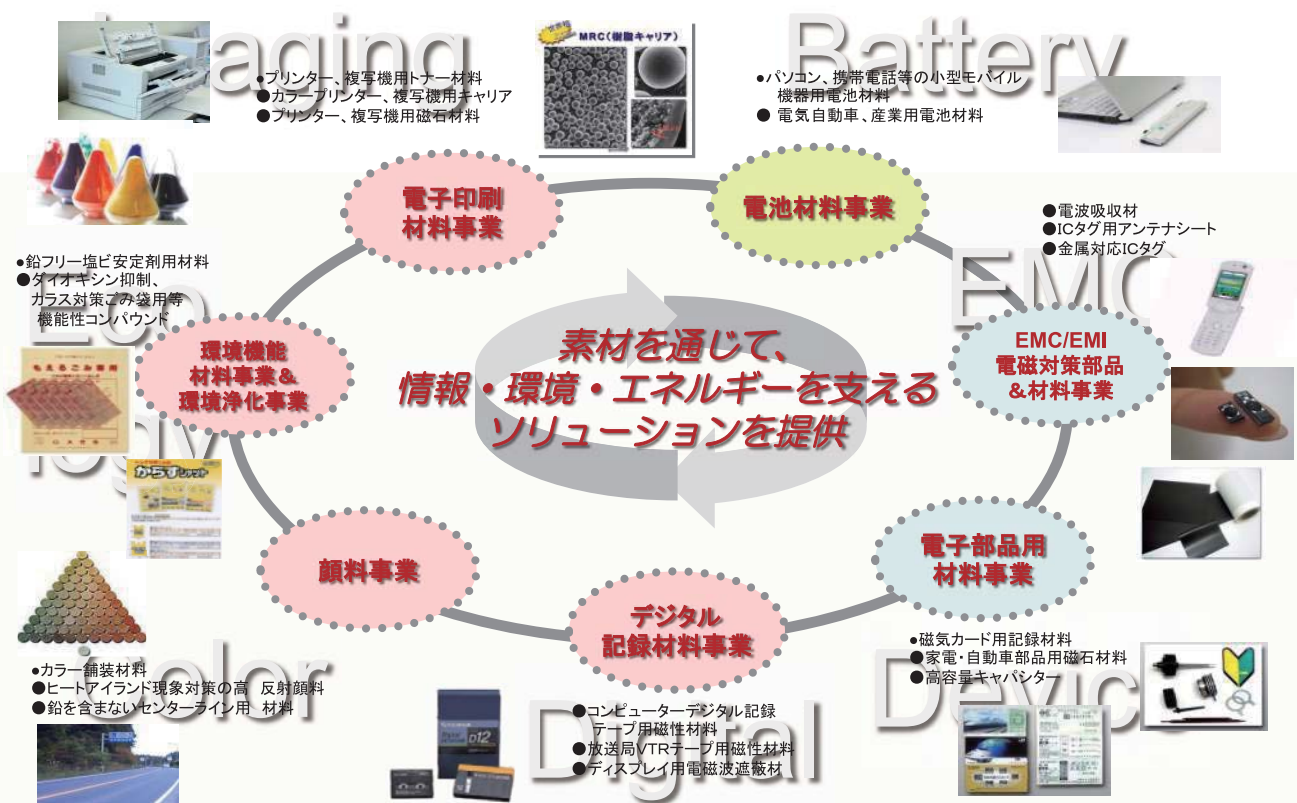 Imaging
●プリンター、複写機用トナー材料
●カラープリンター、複写機用キャリア
●プリンター、複写機用磁石材料
MRC(樹脂キャリア)
Battery
●パソコン、携帯電話等の小型モバイル
機器用電池材料
● 電気自動車、産業用電池材料
電子印刷
材料事業
電池材料事業
EMC
●電波吸収材
●ICタグ用アンテナシート
●金属対応ICタグ
EMC/EMI
電磁対策部品
&材料事業
Eco
logy
●鉛フリー塩ビ安定剤用材料
●ダイオキシン抑制、
カラス対策ごみ袋用等
機能性コンパウンド
環境機能
材料事業&
環境浄化事業
もえるごみ専用
からすシャット
素材を通じて、
情報・環境・エネルギーを支える
ソリューションを提供
顔料事業
デジタル
記録材料事業
電子部品用
材料事業
Color
●カラー舗装材料
●ヒートアイランド現象対策の高 反射顔料
●鉛を含まないセンターライン用 材料
Digital
D12
●コンピューターデジタル記録
テープ用磁性材料
●放送局VTRテープ用磁性材料
●ディスプレイ用電磁波遮蔽材
Device
●磁気カード用記録材料
●家電・自動車部品用磁石材料
●高容量キャパシター